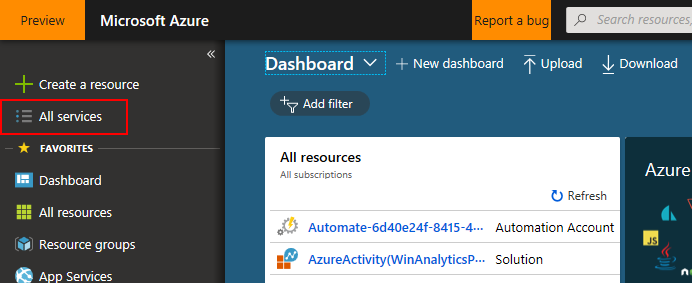 Preview
Microsoft Azure
Report a bug
Search resources,
«
Create a resource
All services
FAVORITES
Dashboard
All resources
Resource groups
App Services
Dashboard
+ New dashboard
Upload
Download
Add filter
All resources
All subscriptions
Refresh
Automate-6d40e24f-8415-4··· Automation Account
AzureActivity(WinAnalyticsP··· Solution
Azure
JS